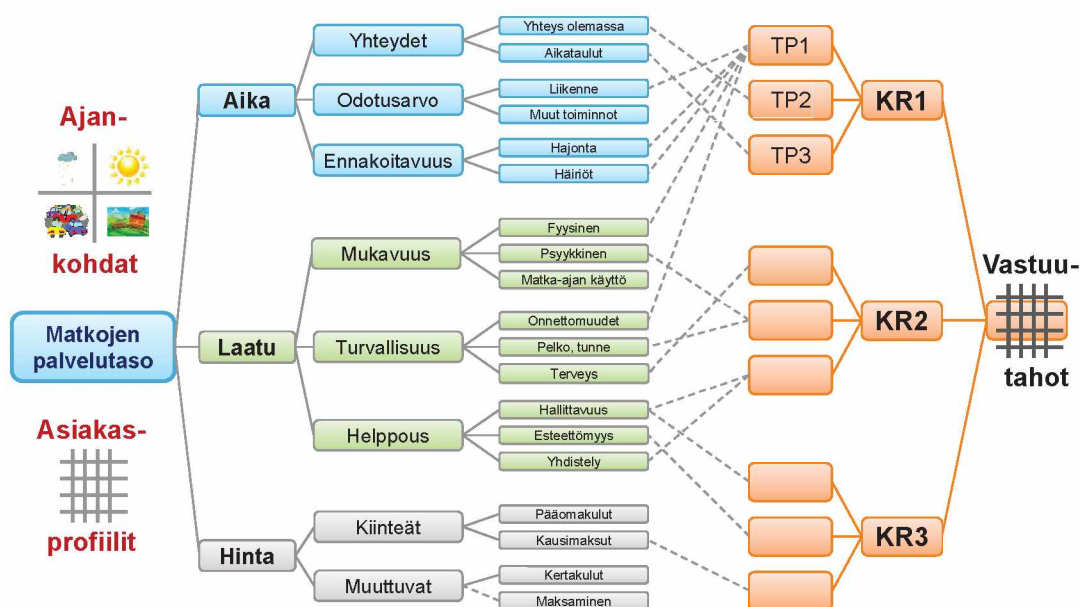 Ajan-
kohdat
Matkojen
palvelutaso
Asiakas-
profiilit
Aika
Yhteydet
Yhteys olemassa
Aikataulut
Odotusarvo
Liikenne
Muut toiminnot
Ennakoitavuus
Hajonta
Häiriöt
Laatu
Mukavuus
Fyysinen
Psyykkinen
Matka-ajan käyttö
Turvallisuus
Onnettomuudet
Pelko, tunne
Terveys
Helppous
Hallittavuus
Esteettömyys
Yhdistely
Hinta
Kiinteät
Pääomakulut
Kausimaksut
Muuttuvat
Kertakulut
Maksaminen
TP1
TP2
TP3
KR1
KR2
KR3
Vastuu-
tahot